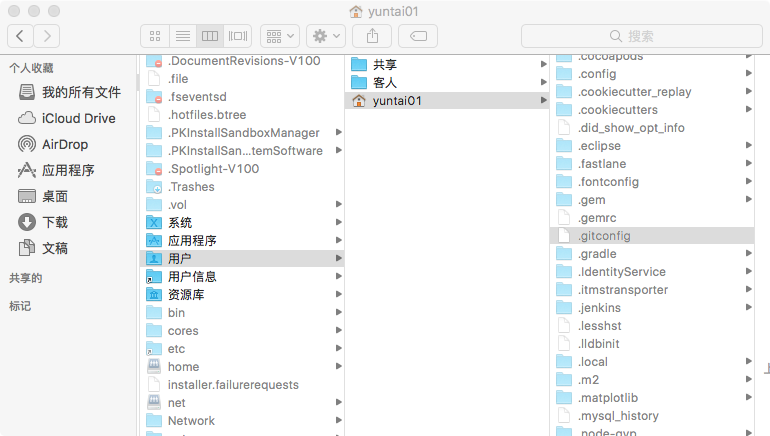 yuntai01
搜索
个人收藏
我的所有文件
iCloud Drive
AirDrop
应用程序
桌面
下载
文稿
共享的
标记
.DocumentRevisions-V100
.file
.fseventsd
.hotfiles.btree
.PKInstallSandboxManager
.PKInstallSan...temSoftware
.Spotlight-V100
.Trashes
.vol
系统
应用程序
用户
用户信息
资源库
bin
cores
etc
home
installer.failurerequests
net
Network
共享
客人
yuntai01
.cocoapods
.config
.cookiecutter_replay
.cookiecutters
.did_show_opt_info
.eclipse
.fastlane
.fontconfig
.gem
.gemrc
.gitconfig
.gradle
.IdentityService
.itmstransporter
.jenkins
.lesshst
.lldbinit
.local
.m2
.matplotlib
.mysql_history
.node-gyp